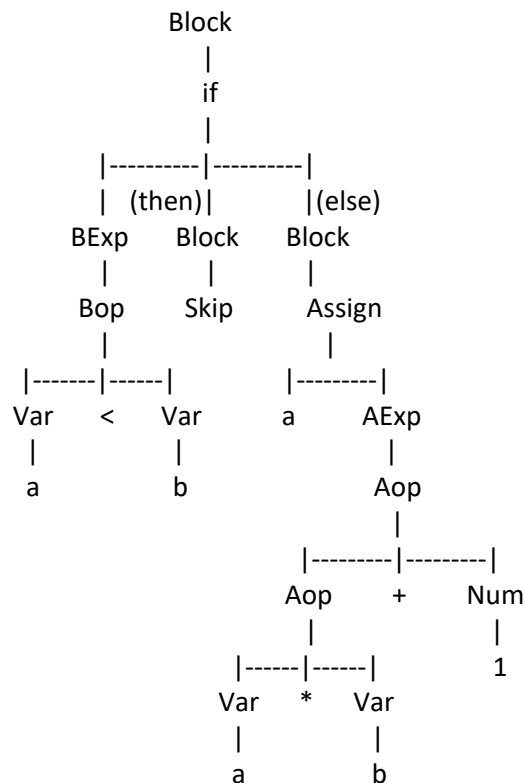 Block
|
if
|
|----------|----------|
| (then)| |(else)
BExp Block Block
| | |
Bop Skip Assign
| |
|-------|------| |---------|
Var < Var a AExp
| | |
a b Aop
|
|---------|---------|
Aop + Num
| |
|------|------| 1
Var * Var
| |
a b